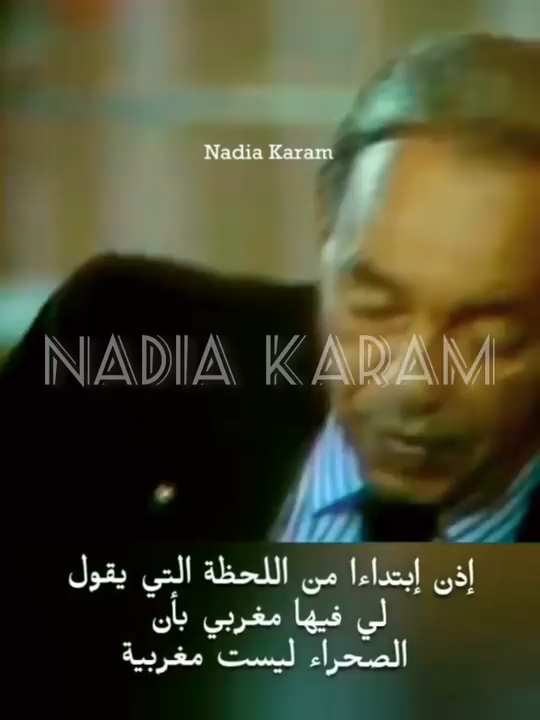 Nadia Karam
NADIA KARAM
إذن إبتداءا من اللحظة التي يقول
لي فيها مغربي بأن
الصحراء ليست مغربية